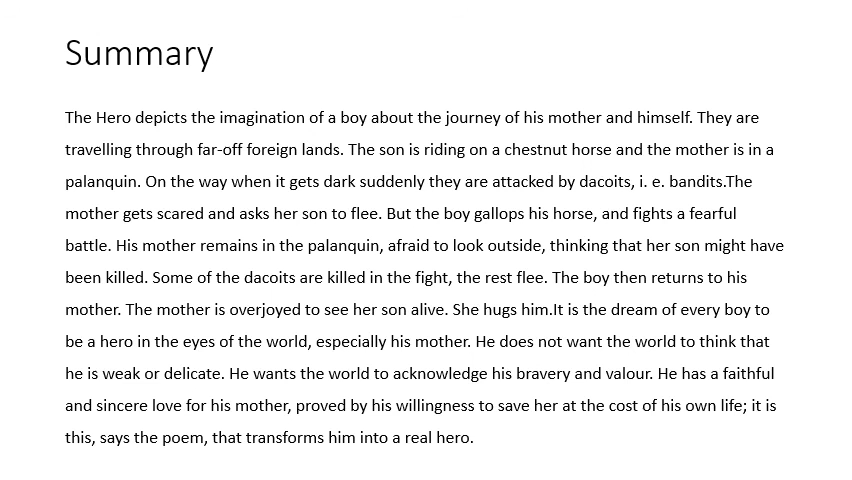 Summary
The Hero depicts the imagination of a boy about the journey of his mother and himself. They are
travelling through far-off foreign lands. The son is riding on a chestnut horse and the mother is in a
palanquin. On the way when it gets dark suddenly they are attacked by dacoits, i. e. bandits.The
mother gets scared and asks her son to flee. But the boy gallops his horse, and fights a fearful
battle. His mother remains in the palanquin, afraid to look outside, thinking that her son might have
been killed. Some of the dacoits are killed in the fight, the rest flee. The boy then returns to his
mother. The mother is overjoyed to see her son alive. She hugs him.It is the dream of every boy to
be a hero in the eyes of the world, especially his mother. He does not want the world to think that
he is weak or delicate. He wants the world to acknowledge his bravery and valour. He has a faithful
and sincere love for his mother, proved by his willingness to save her at the cost of his own life; it is
this, says the poem, that transforms him into a real hero.